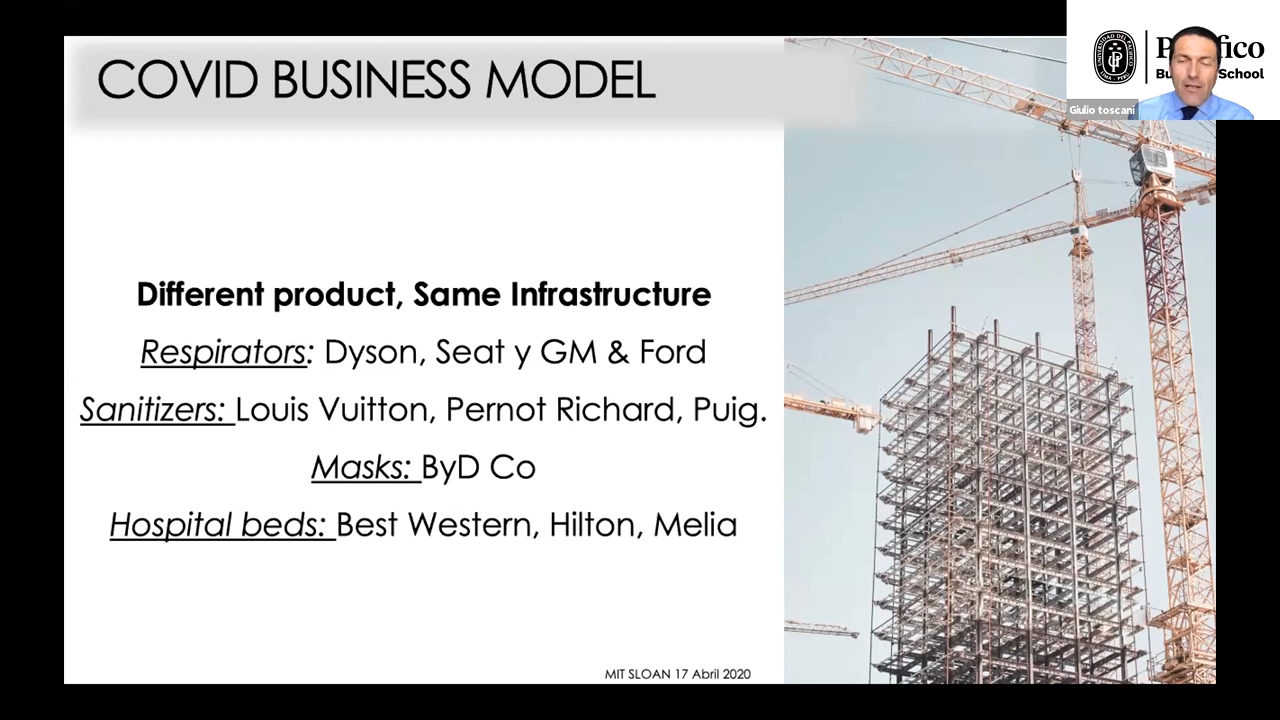 COVID BUSINESS MODEL
Different product, Same Infrastructure
Respirators: Dyson, Seat y GM & Ford
Sanitizers: Louis Vuitton, Pernot Richard, Puig.
Masks: ByD Co
Hospital beds: Best Western, Hilton, Melia
MIT SLOAN 17 Abril 2020
School
Giulio toscani